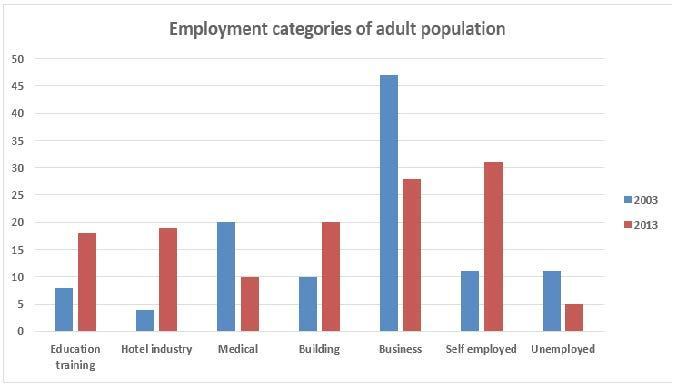 Employment categories of adult population
50
45
40
35
30
25
20
15
10
5
0
Education
training
Hotel industry
Medical
Building
Business
Self employed
Unemployed
2003
2013